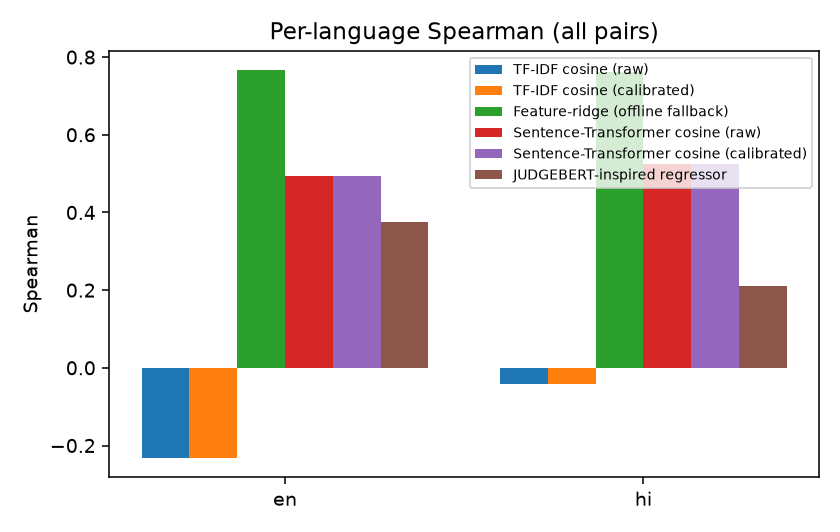 Per-language Spearman (all pairs)
TF-IDF cosine (raw)
TF-IDF cosine (calibrated)
Feature-ridge (offline fallback)
Sentence-Transformer cosine (raw)
Sentence-Transformer cosine (calibrated)
JUDGEBERT-inspired regressor
Spearman
0.8
0.6
0.4
0.2
0.0
−0.2
en
hi